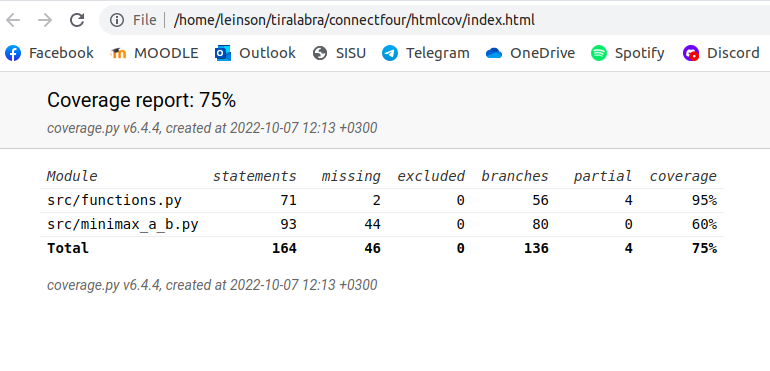 File /home/leinson/tiralabra/connectfour/htmlcov/index.html
Facebook MOODLE Outlook SISU Telegram OneDrive Spotify Discord
Coverage report: 75%
coverage.py v6.4.4, created at 2022-10-07 12:13 +0300
Module statements missing excluded branches partial coverage
src/functions.py 71 2 0 56 4 95%
src/minimax_a_b.py 93 44 0 80 0 60%
Total 164 46 0 136 4 75%
coverage.py v6.4.4, created at 2022-10-07 12:13 +0300